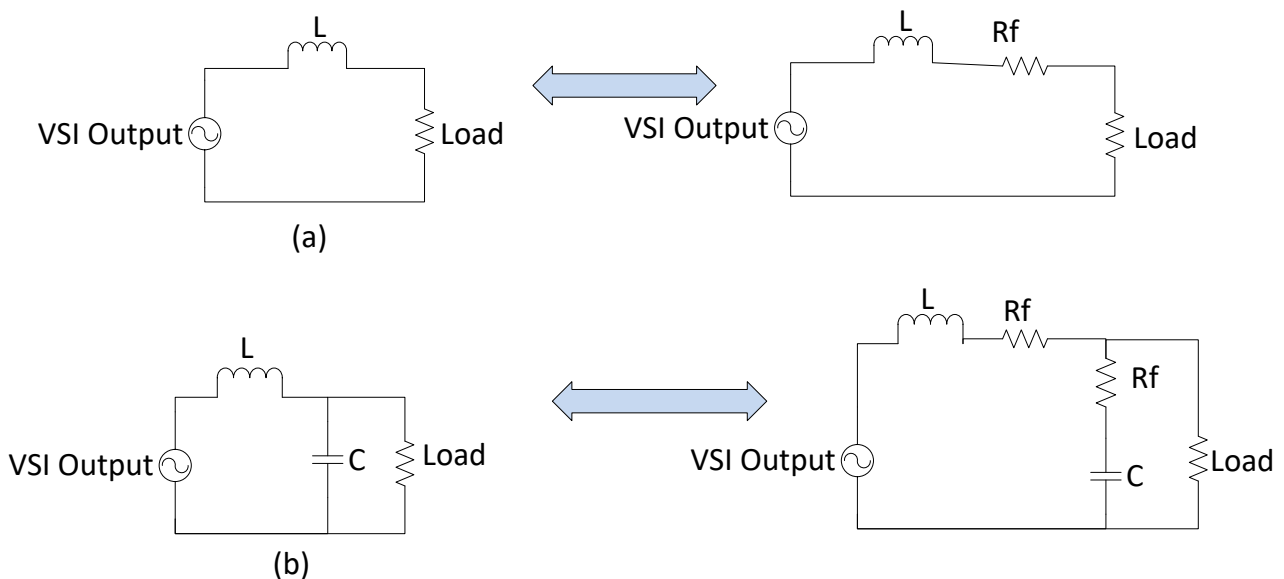 L
VSI Output
Load
(a)
L
Rf
VSI Output
Load
L
VSI Output
C
Load
(b)
L
Rf
Rf
VSI Output
C
Load